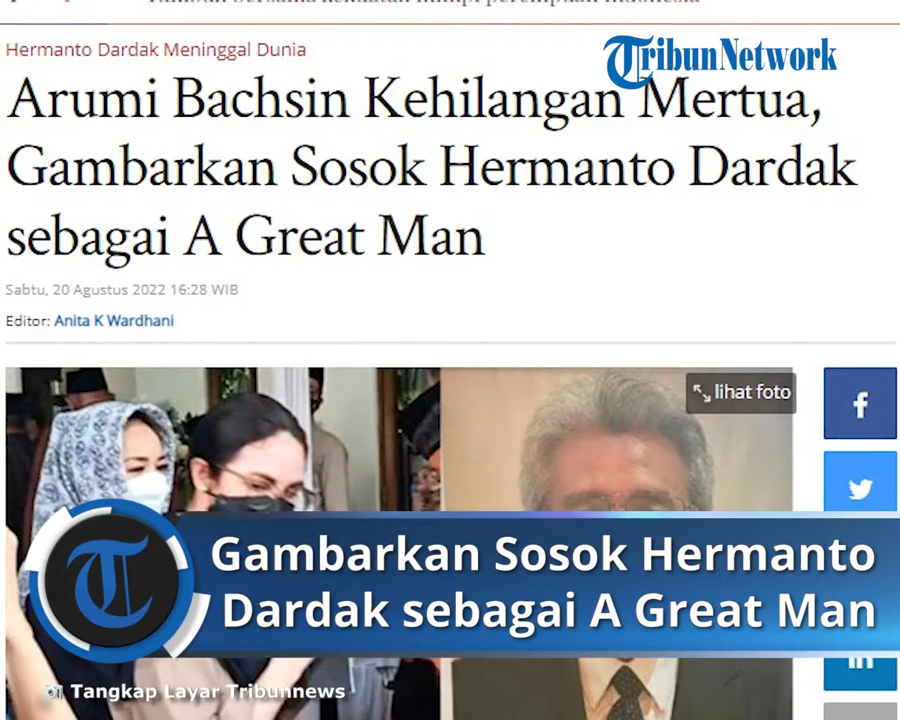 Hermanto Dardak Meninggal Dunia
TribunNetwork
Arumi Bachsin Kehilangan Mertua,
Gambarkan Sosok Hermanto Dardak
sebagai A Great Man
Sabtu, 20 Agustus 2022 16:28 WIB
Editor: Anita K Wardhani
lihat foto
f
Gambarkan Sosok Hermanto
Dardak sebagai A Great Man
T
in
Tangkap Layar Tribunnews